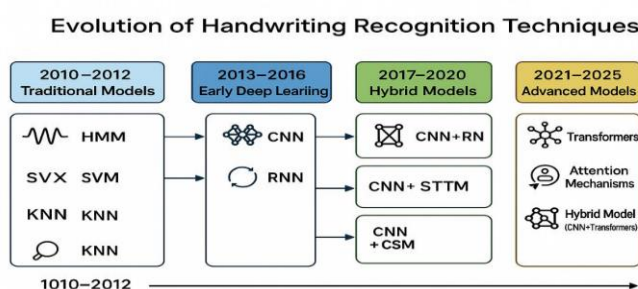 Evolution of Handwriting Recognition Techniques
2010–2012
Traditional Models
HMM
SVX SVM
KNN KNN
KNN
2013–2016
Early Deep Leariing
CNN
RNN
2017–2020
Hybrid Models
CNN+RN
CNN+ STTM
CNN
+ CSM
2021–2025
Advanced Models
Transformers
Attention
Mechanisms
Hybrid Model
(CNN+Transformers)
1010–2012